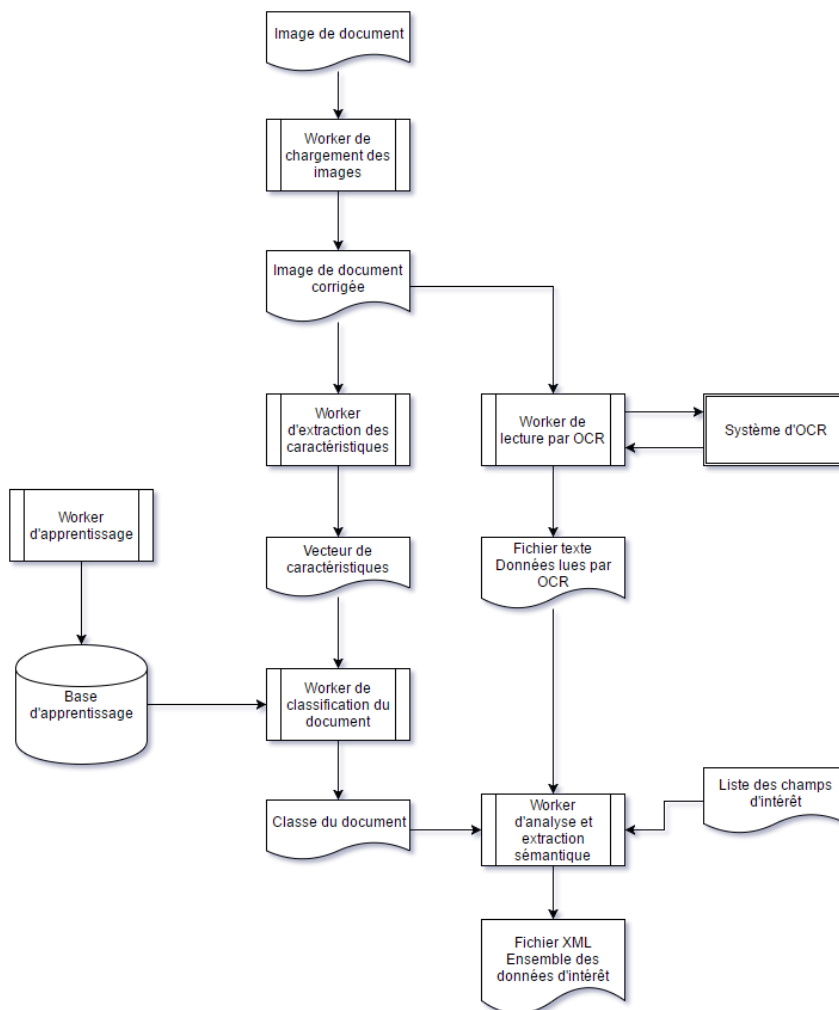 Image de document
Worker de
chargement des
images
Image de document
corrigée
Worker
d'extraction des
caractéristiques
Worker de
lecture par OCR
Système d'OCR
Worker
d'apprentissage
Vecteur de
caractéristiques
Fichier texte
Données lues par
OCR
Base
d'apprentissage
Worker de
classification du
document
Classe du document
Worker
d'analyse et
extraction
sémantique
Liste des champs
d'intérêt
Fichier XML
Ensemble des
données d'intérêt